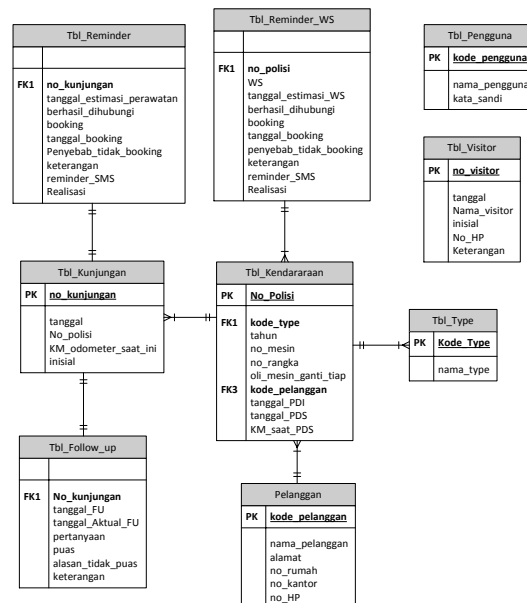 Tbl_Reminder
FK1 no_kunjungan
tanggal_estimasi_perawatan
berhasil_dihubungi
booking
tanggal_booking
Penyebab_tidak_booking
keterangan
reminder_SMS
Realisasi
Tbl_Reminder_WS
FK1 no_polisi
WS
tanggal_estimasi_WS
berhasil_dihubungi
booking
tanggal_booking
penyebab_tidak_booking
keterangan
reminder_SMS
Realisasi
Tbl_Pengguna
PK kode_pengguna
nama_pengguna
kata_sandi
Tbl_Visitor
PK no_visitor
tanggal
Nama_visitor
inisial
No_HP
Keterangan
Tbl_Kunjungan
PK no_kunjungan
tanggal
No_polisi
KM_odometer_saat_ini
inisial
Tbl_Kendararaan
PK No_Polisi
FK1 kode_type
tahun
no_mesin
no_rangka
oli_mesin_ganti_tiap
FK3 kode_pelanggan
tanggal_PDI
tanggal_PDS
KM_saat_PDS
Tbl_Type
PK Kode_Type
nama_type
Tbl_Follow_up
FK1 No_kunjungan
tanggal_FU
tanggal_Aktual_FU
pertanyaan
puas
alasan_tidak_puas
keterangan
Pelanggan
PK kode_pelanggan
nama_pelanggan
alamat
no_rumah
no_kantor
no_HP